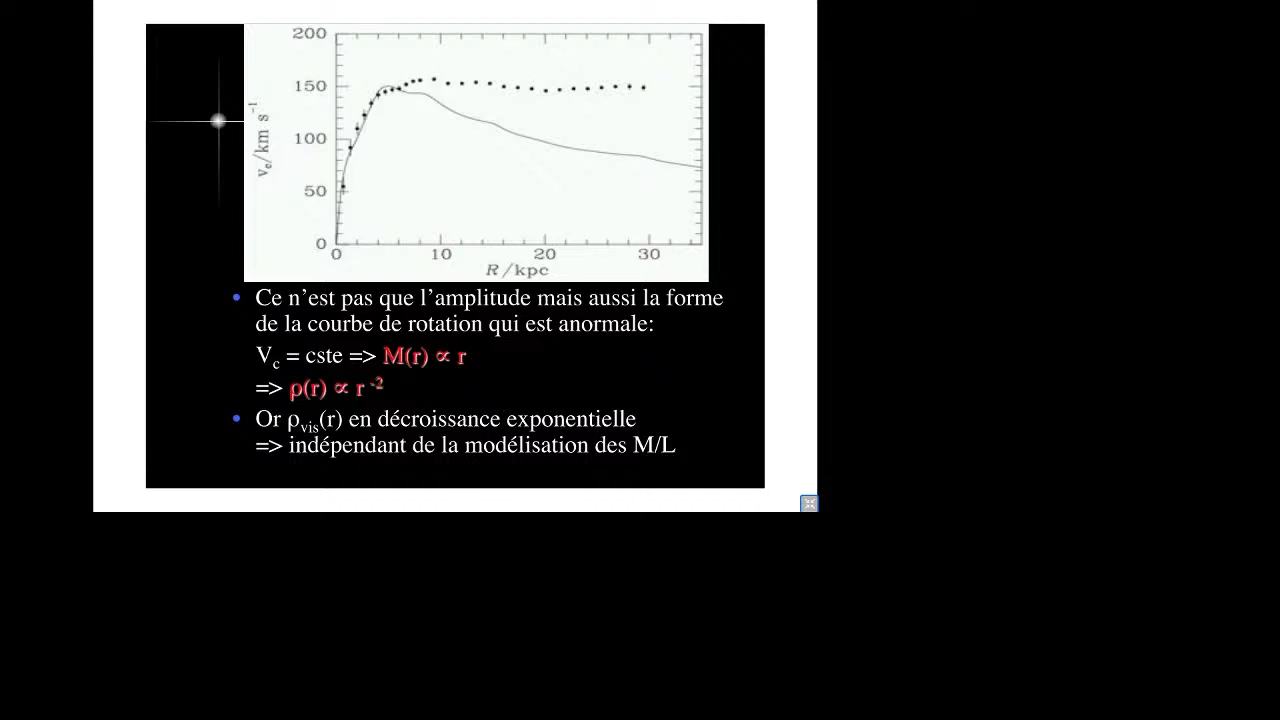 200
150
100
50
0
v_c/km s⁻¹
0 10 20 30
R/kpc
• Ce n’est pas que l’amplitude mais aussi la forme
de la courbe de rotation qui est anormale:
V_c = cste => M(r) ∝ r
=> ρ(r) ∝ r ⁻²
• Or ρ_vis(r) en décroissance exponentielle
=> indépendant de la modélisation des M/L